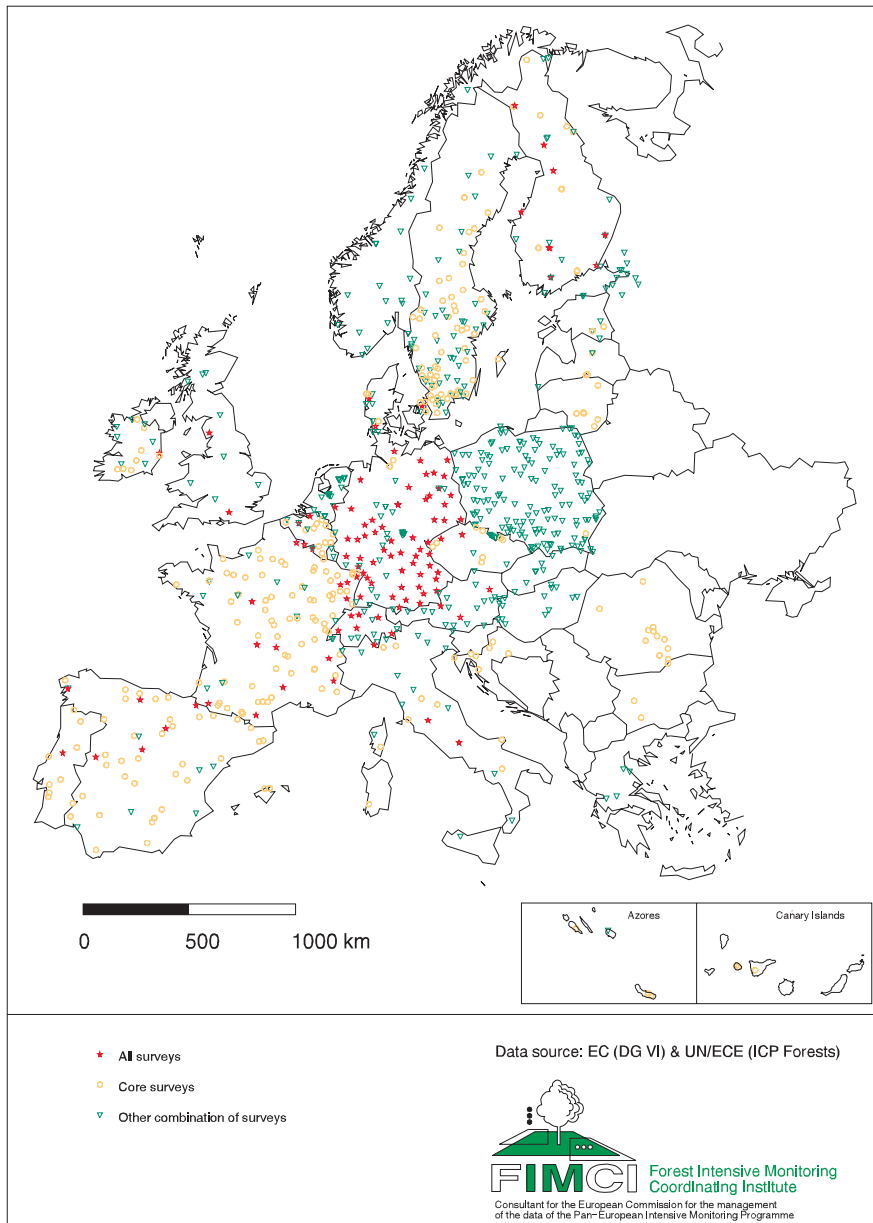 Azores
Canary Islands
0 500 1000 km
Data source: EC (DG VI) & UN/ECE (ICP Forests)
All surveys
Core surveys
Other combination of surveys
FIMCI
Forest Intensive Monitoring
Coordinating Institute
Consultant for the European Commission for the management
of the data of the Pan-European Intensive Monitoring Programme